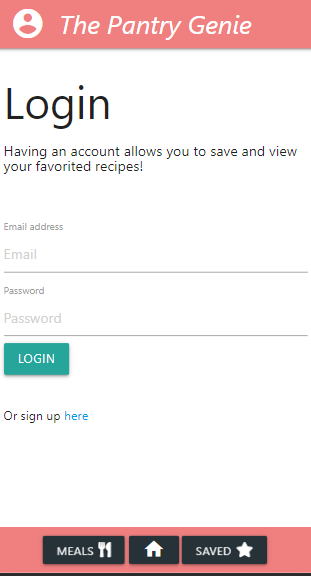 The Pantry Genie
Login
Having an account allows you to save and view
your favorited recipes!
Email address
Email
Password
Password
LOGIN
Or sign up here
MEALS SAVED